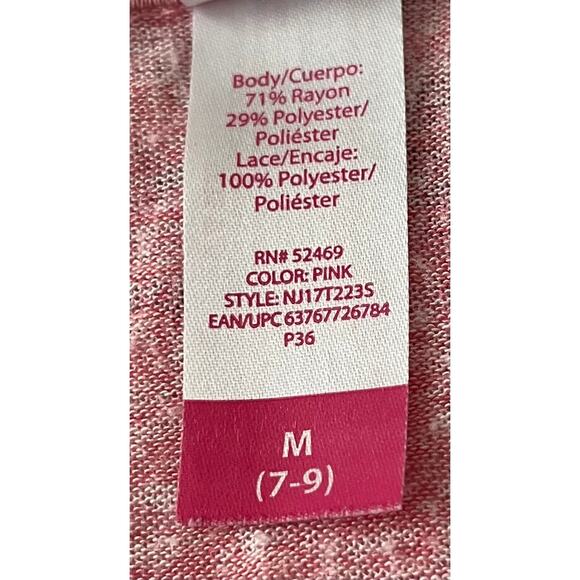 Body/Cuerpo:
71% Rayon
29% Polyester/
Poliéster
Lace/Encaje:
100% Polyester/
Poliéster
RN# 52469
COLOR: PINK
STYLE: NJ17T223S
EAN/UPC 63767726784
P36
M
(7-9)